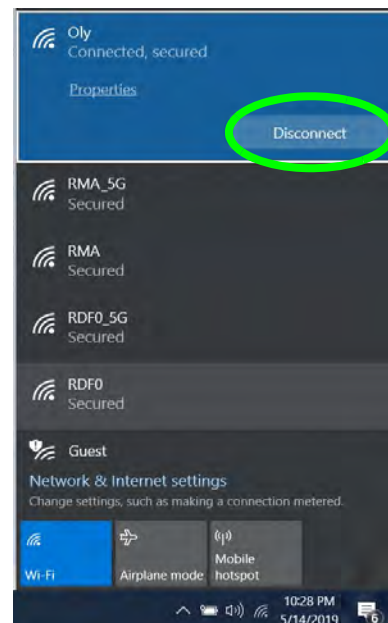 Oly
Connected, secured
Properties
Disconnect
RMA_5G
Secured
RMA
Secured
RDF0_5G
Secured
RDF0
Secured
Guest
Network & Internet settings
Change settings, such as making a connection metered.
Wi-Fi
Airplane mode
Mobile
hotspot
10:28 PM
5/14/2019
6